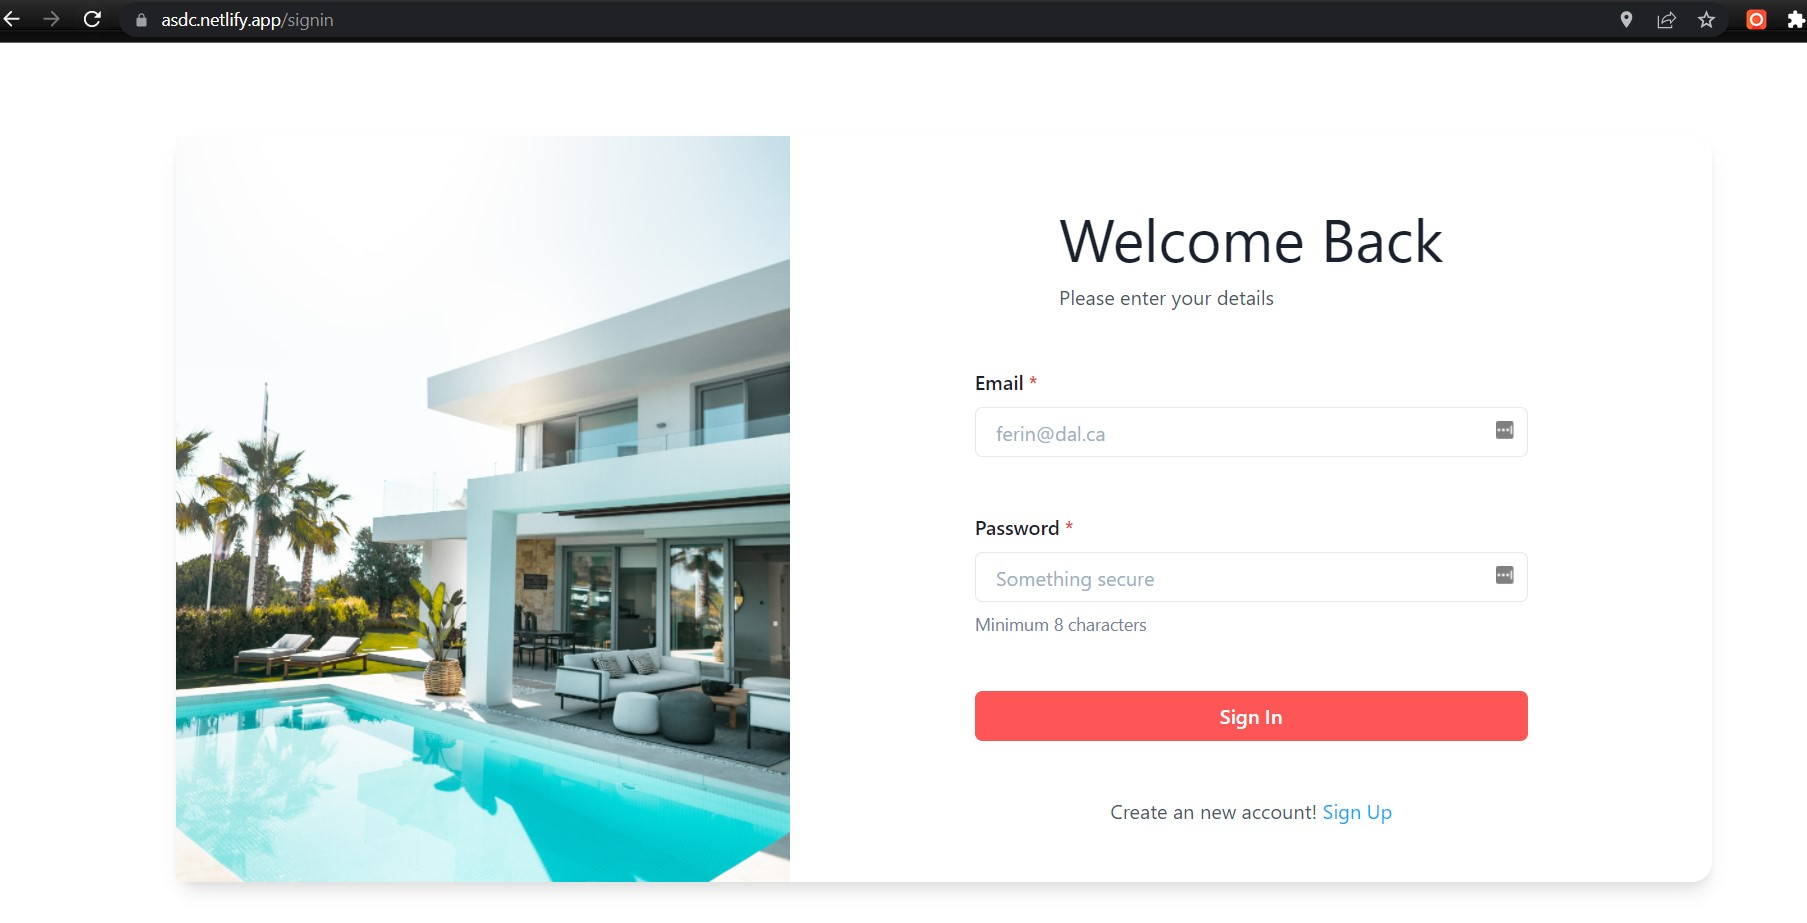 asdc.netlify.app/signin
Welcome Back
Please enter your details
Email *
ferin@dal.ca
Password *
Something secure
Minimum 8 characters
Sign In
Create an new account! Sign Up